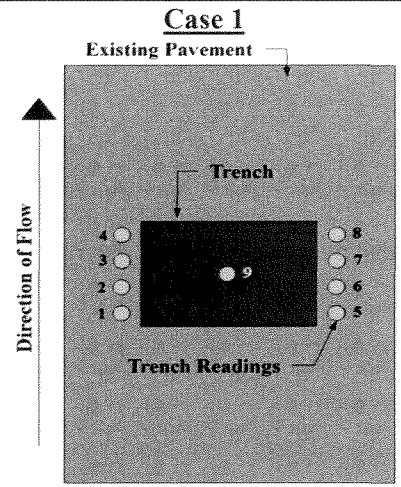 Case 1
Existing Pavement
Direction of Flow
Trench
4
3
2
1
9
8
7
6
5
Trench Readings